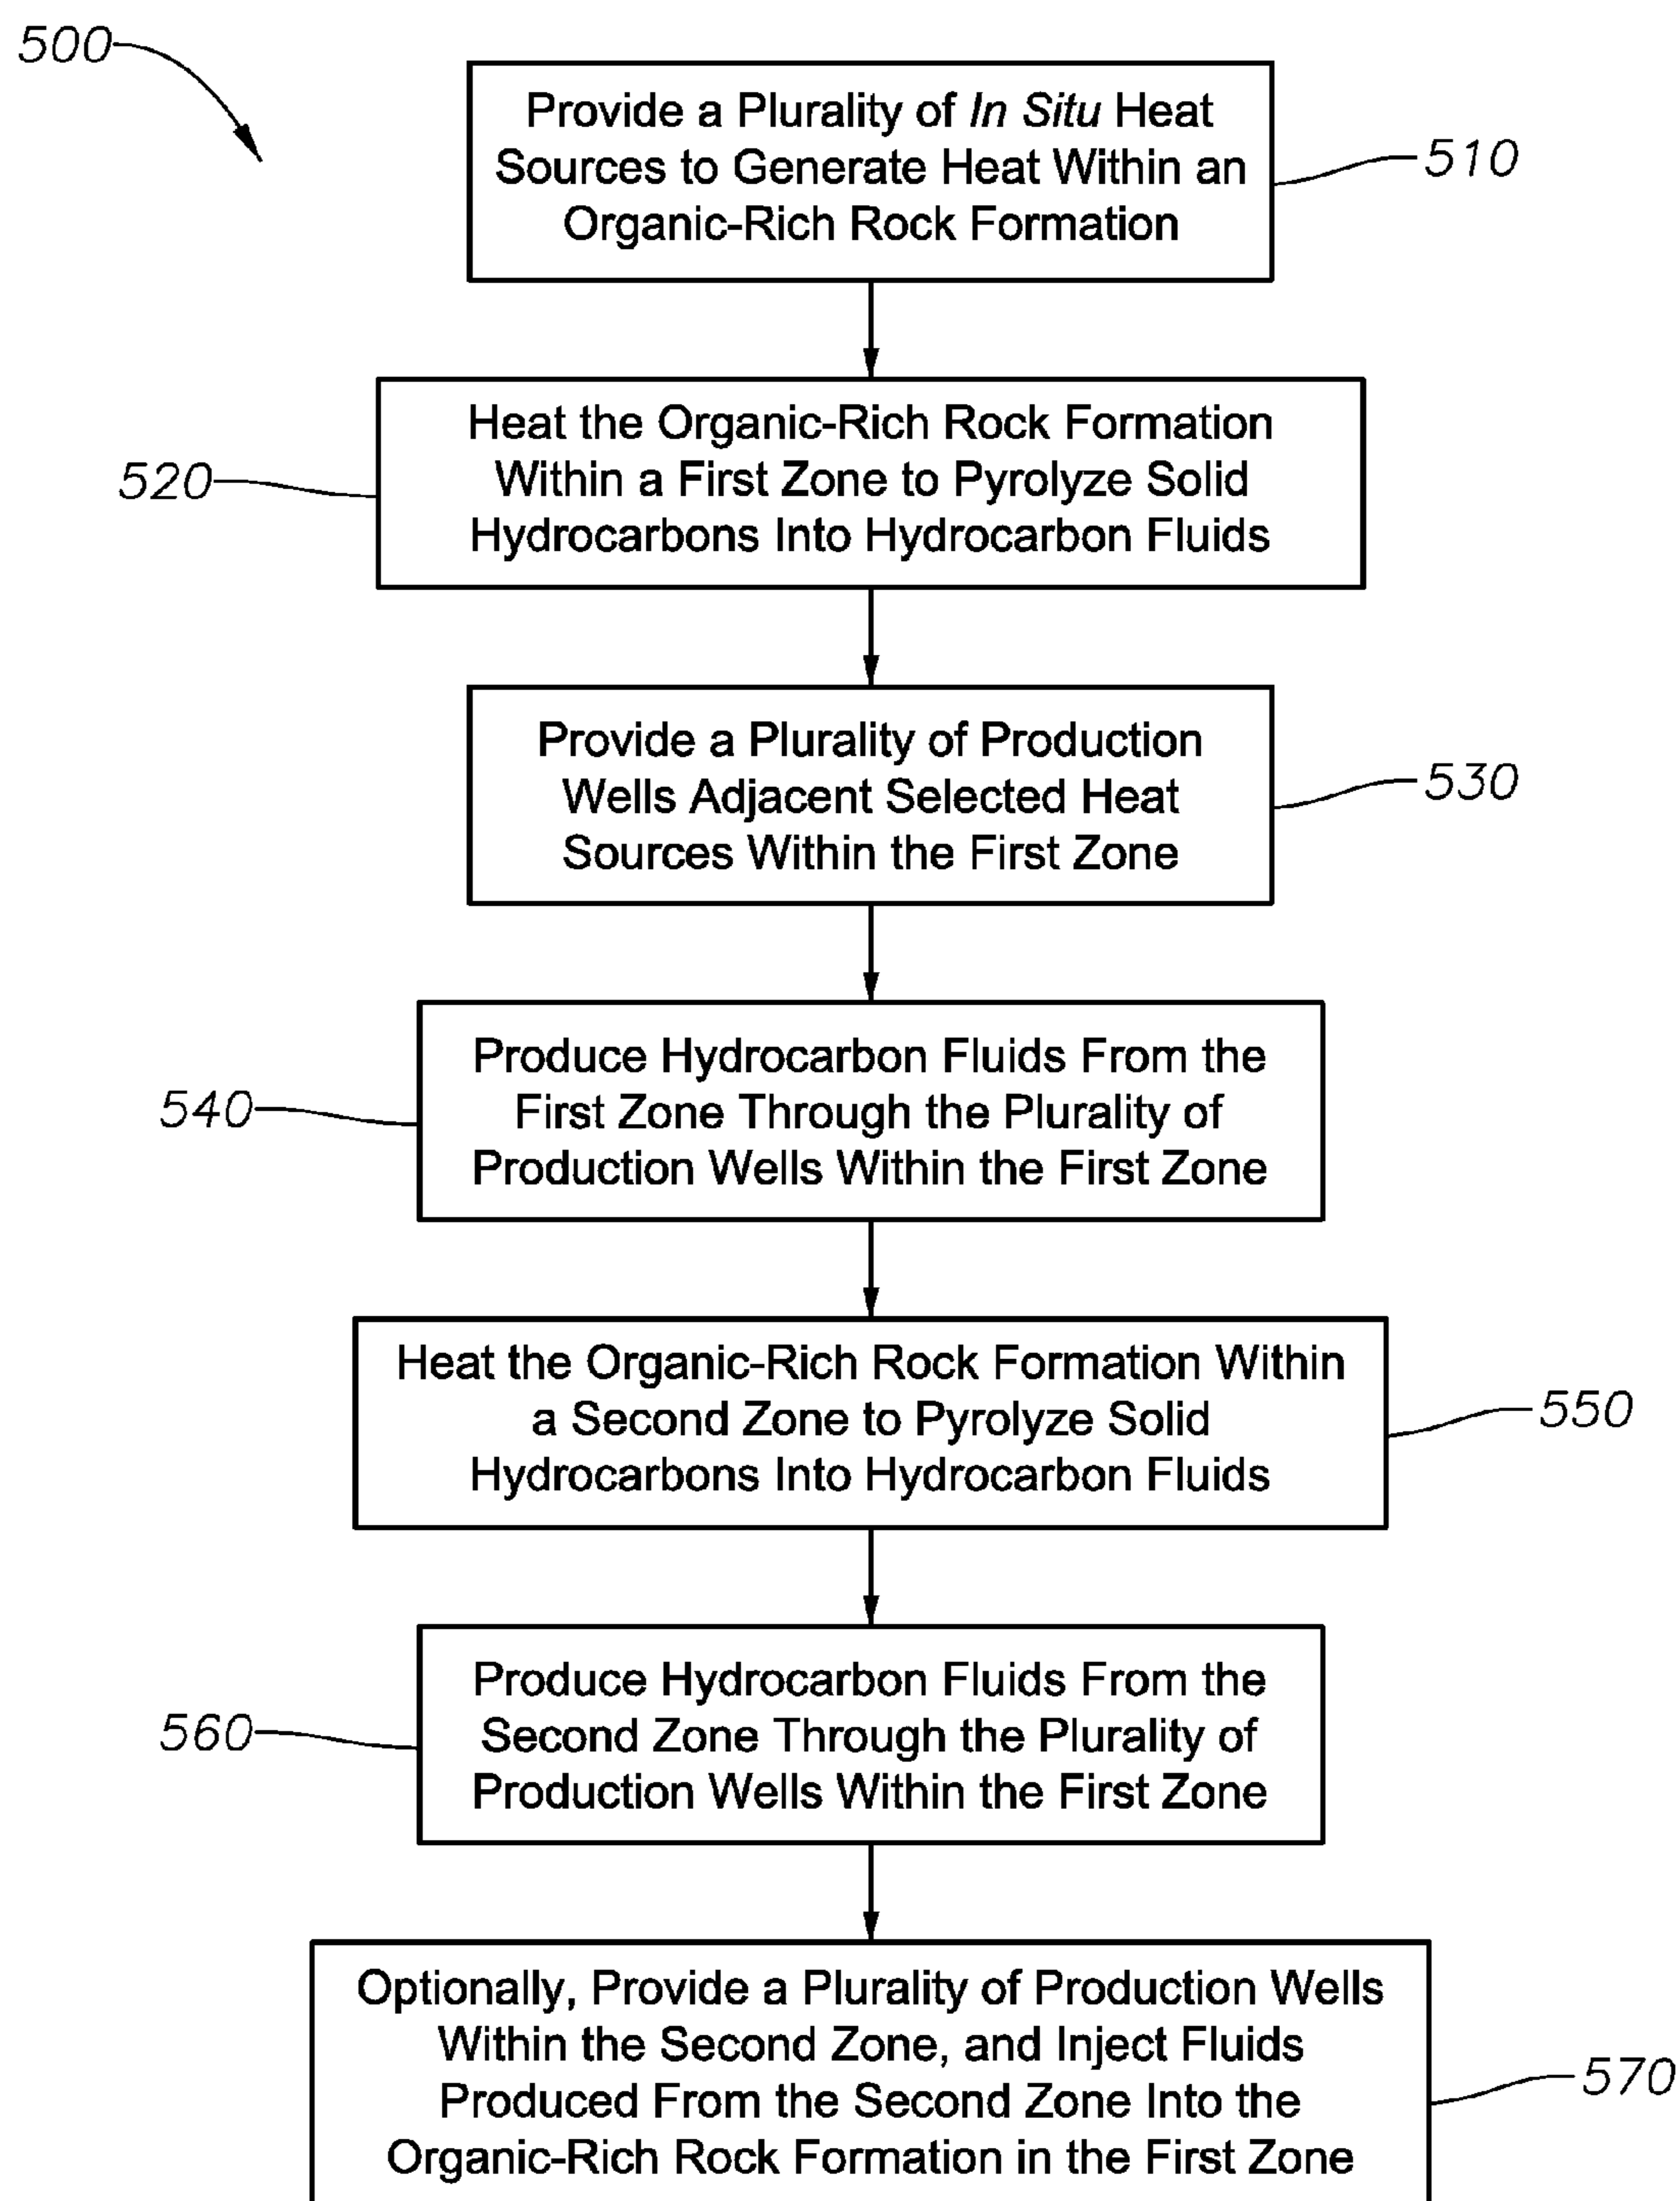 500
Provide a Plurality of In Situ Heat
Sources to Generate Heat Within an
Organic-Rich Rock Formation
510
Heat the Organic-Rich Rock Formation
Within a First Zone to Pyrolyze Solid
Hydrocarbons Into Hydrocarbon Fluids
520
Provide a Plurality of Production
Wells Adjacent Selected Heat
Sources Within the First Zone
530
Produce Hydrocarbon Fluids From the
First Zone Through the Plurality of
Production Wells Within the First Zone
540
Heat the Organic-Rich Rock Formation Within
a Second Zone to Pyrolyze Solid
Hydrocarbons Into Hydrocarbon Fluids
550
Produce Hydrocarbon Fluids From the
Second Zone Through the Plurality of
Production Wells Within the First Zone
560
Optionally, Provide a Plurality of Production Wells
Within the Second Zone, and Inject Fluids
Produced From the Second Zone Into the
Organic-Rich Rock Formation in the First Zone
570